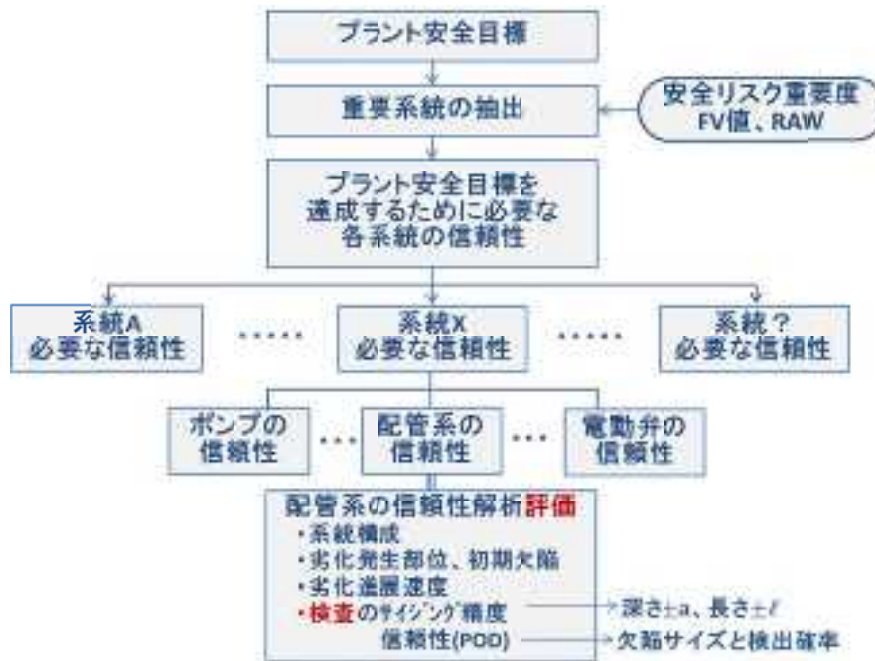 プラント安全目標
重要系統の抽出
安全リスク重要度
FV値、RAW
プラント安全目標を
達成するために必要な
各系統の信頼性
系統A
必要な信頼性
・・・・・
系統X
必要な信頼性
・・・・・
系統？
必要な信頼性
ポンプの
信頼性
・・・
配管系の
信頼性
・・・
電動弁の
信頼性
配管系の信頼性解析評価
・系統構成
・劣化発生部位、初期欠陥
・劣化進展速度
・検査のｻｲｼﾞﾝｸﾞ精度
深さ±a、長さ±ℓ
信頼性(POD)
欠陥サイズと検出確率